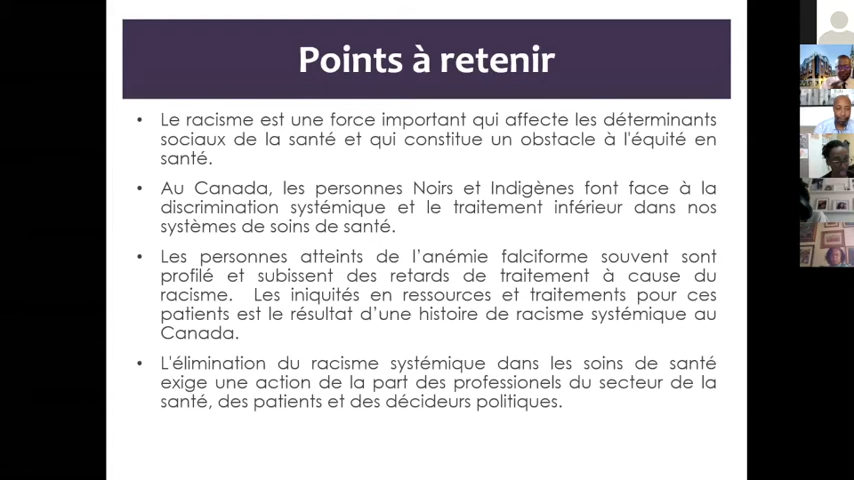 Points à retenir
• Le racisme est une force important qui affecte les déterminants
sociaux de la santé et qui constitue un obstacle à l'équité en
santé.
• Au Canada, les personnes Noirs et Indigènes font face à la
discrimination systémique et le traitement inférieur dans nos
systèmes de soins de santé.
• Les personnes atteints de l'anémie falciforme souvent sont
profilé et subissent des retards de traitement à cause du
racisme. Les iniquités en ressources et traitements pour ces
patients est le résultat d'une histoire de racisme systémique au
Canada.
• L'élimination du racisme systémique dans les soins de santé
exige une action de la part des professionels du secteur de la
santé, des patients et des décideurs politiques.